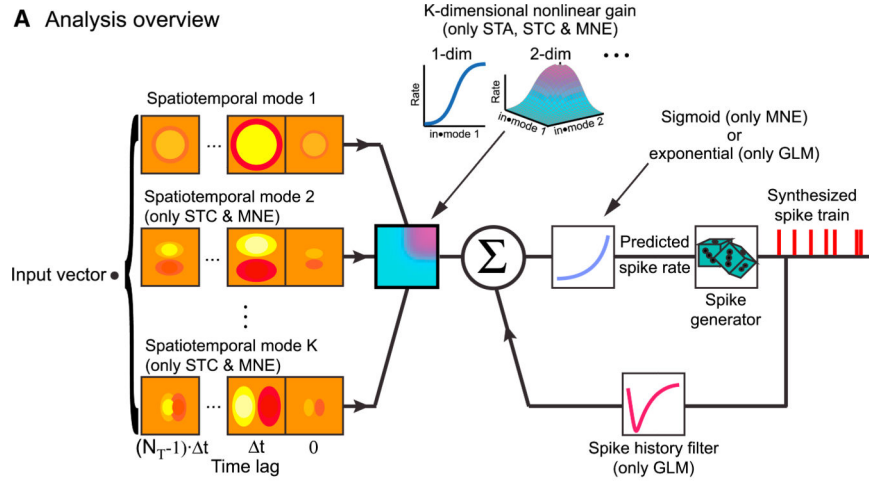 A Analysis overview
K-dimensional nonlinear gain
(only STA, STC & MNE)
1-dim
2-dim
...
Rate
in•mode 1
Rate
in•mode 1
in•mode 2
Spatiotemporal mode 1
...
Spatiotemporal mode 2
(only STC & MNE)
...
Input vector •
Spatiotemporal mode K
(only STC & MNE)
...
(N_T-1)·Δt
Δt
0
Time lag
Σ
Sigmoid (only MNE)
or
exponential (only GLM)
Predicted
spike rate
Spike
generator
Synthesized
spike train
Spike history filter
(only GLM)